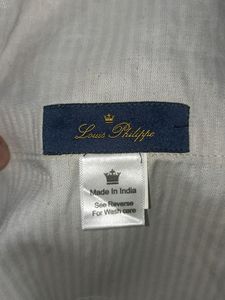 Louis Philippe
Made In India
See Reverse
For Wash care